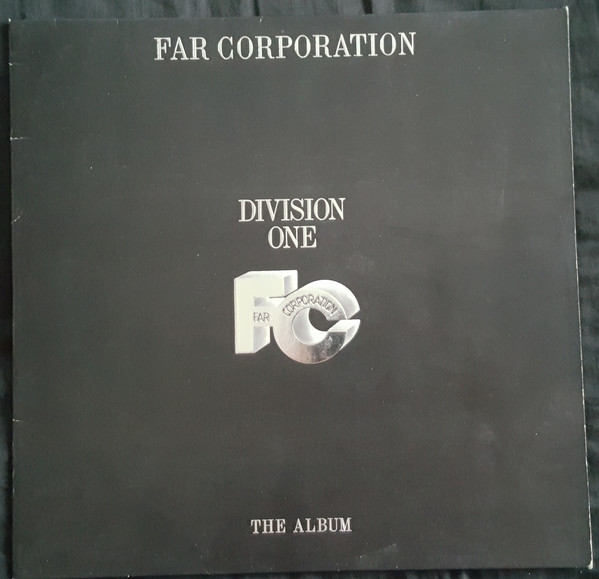 FAR CORPORATION
DIVISION
ONE
FC
FAR CORPORATION
THE ALBUM